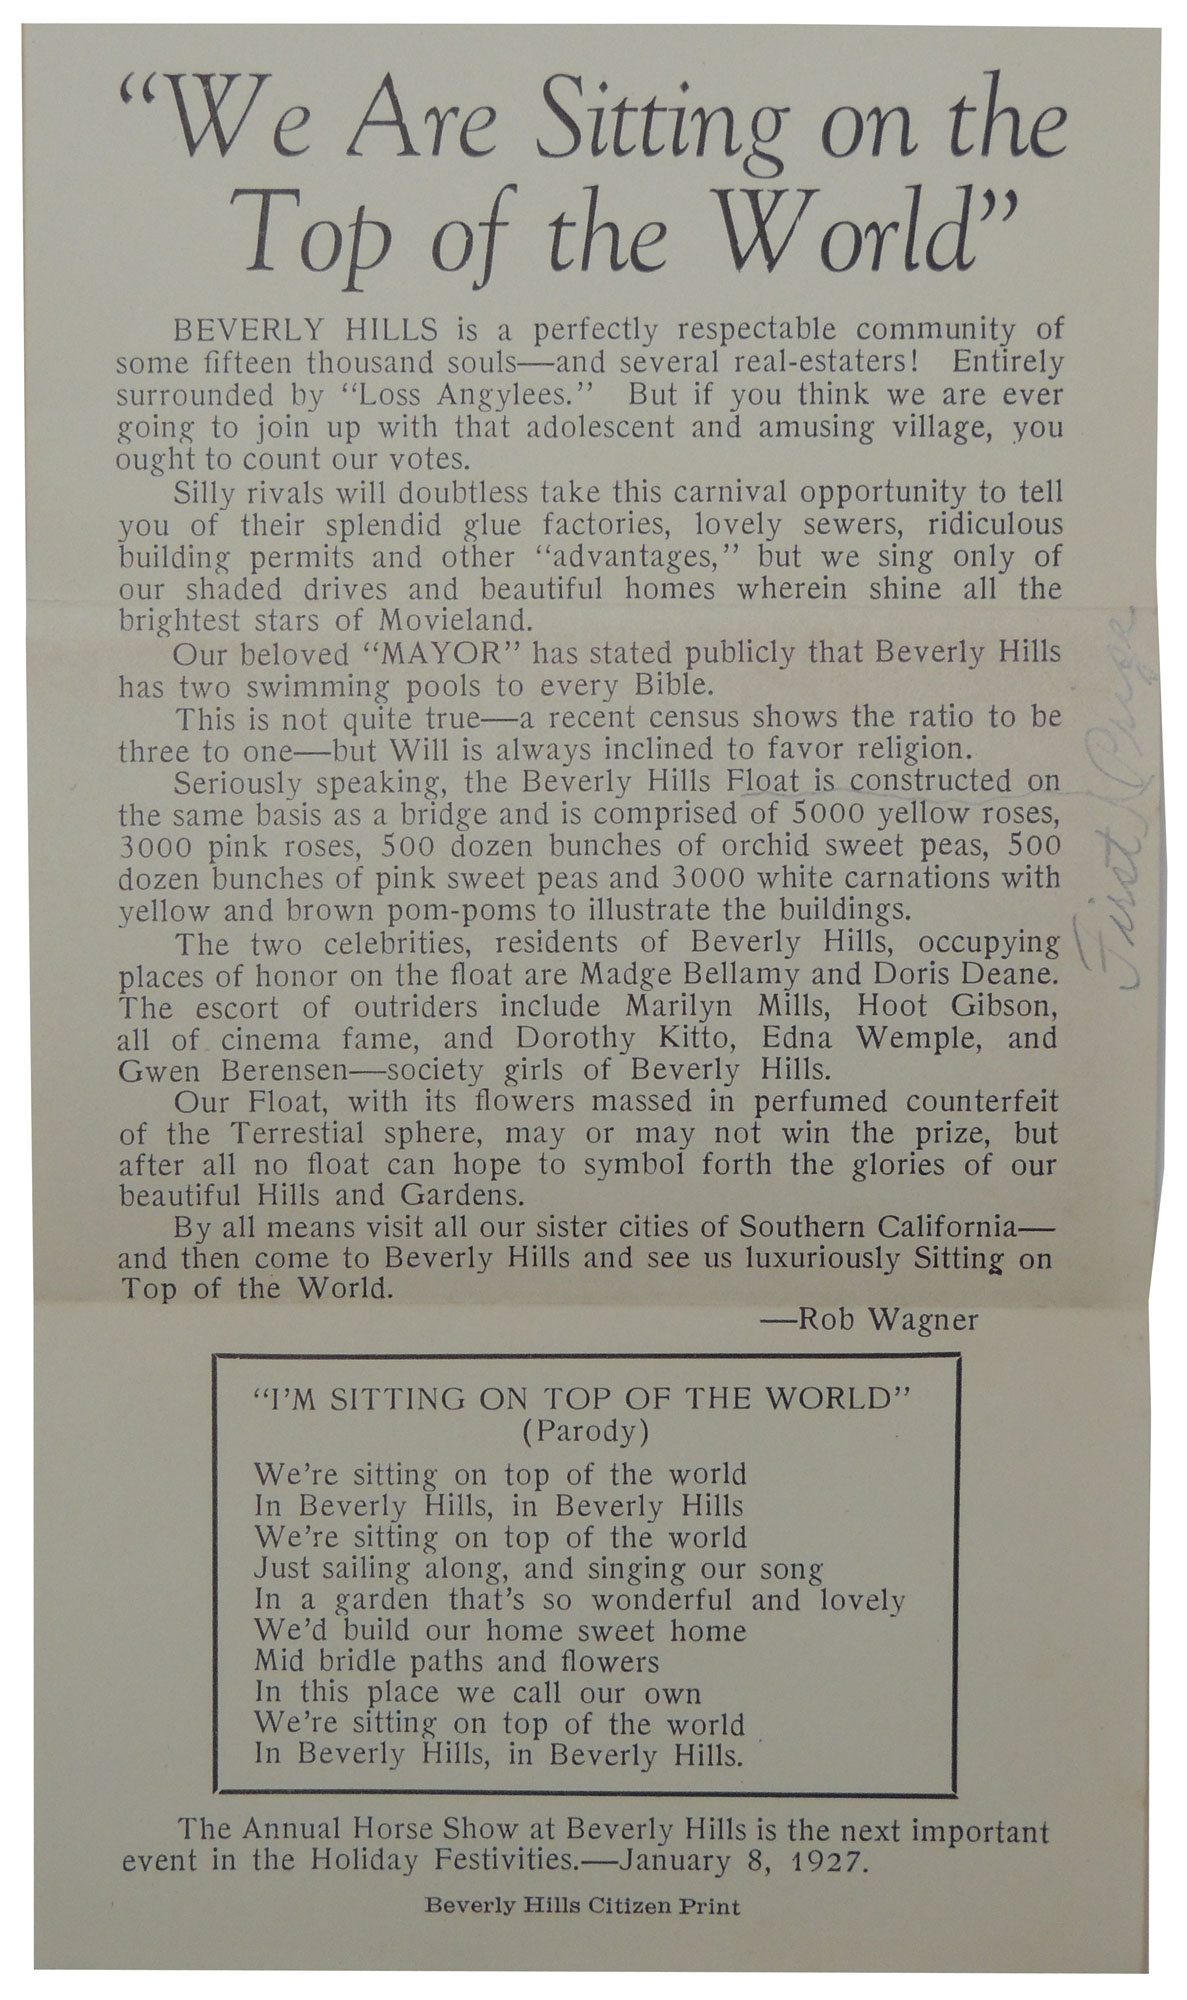 “We Are Sitting on the
Top of the World”
BEVERLY HILLS is a perfectly respectable community of
some fifteen thousand souls—and several real-estaters! Entirely
surrounded by “Loss Angylees.” But if you think we are ever
going to join up with that adolescent and amusing village, you
ought to count our votes.
Silly rivals will doubtless take this carnival opportunity to tell
you of their splendid glue factories, lovely sewers, ridiculous
building permits and other “advantages,” but we sing only of
our shaded drives and beautiful homes wherein shine all the
brightest stars of Movieland.
Our beloved “MAYOR” has stated publicly that Beverly Hills
has two swimming pools to every Bible.
This is not quite true—a recent census shows the ratio to be
three to one—but Will is always inclined to favor religion.
Seriously speaking, the Beverly Hills Float is constructed on
the same basis as a bridge and is comprised of 5000 yellow roses,
3000 pink roses, 500 dozen bunches of orchid sweet peas, 500
dozen bunches of pink sweet peas and 3000 white carnations with
yellow and brown pom-poms to illustrate the buildings.
The two celebrities, residents of Beverly Hills, occupying
places of honor on the float are Madge Bellamy and Doris Deane.
The escort of outriders include Marilyn Mills, Hoot Gibson,
all of cinema fame, and Dorothy Kitto, Edna Wemple, and
Gwen Berensen—society girls of Beverly Hills.
Our Float, with its flowers massed in perfumed counterfeit
of the Terrestial sphere, may or may not win the prize, but
after all no float can hope to symbol forth the glories of our
beautiful Hills and Gardens.
By all means visit all our sister cities of Southern California—
and then come to Beverly Hills and see us luxuriously Sitting on
Top of the World.
—Rob Wagner
First Prize
“I’M SITTING ON TOP OF THE WORLD”
(Parody)
We’re sitting on top of the world
In Beverly Hills, in Beverly Hills
We’re sitting on top of the world
Just sailing along, and singing our song
In a garden that’s so wonderful and lovely
We’d build our home sweet home
Mid bridle paths and flowers
In this place we call our own
We’re sitting on top of the world
In Beverly Hills, in Beverly Hills.
The Annual Horse Show at Beverly Hills is the next important
event in the Holiday Festivities.—January 8, 1927.
Beverly Hills Citizen Print